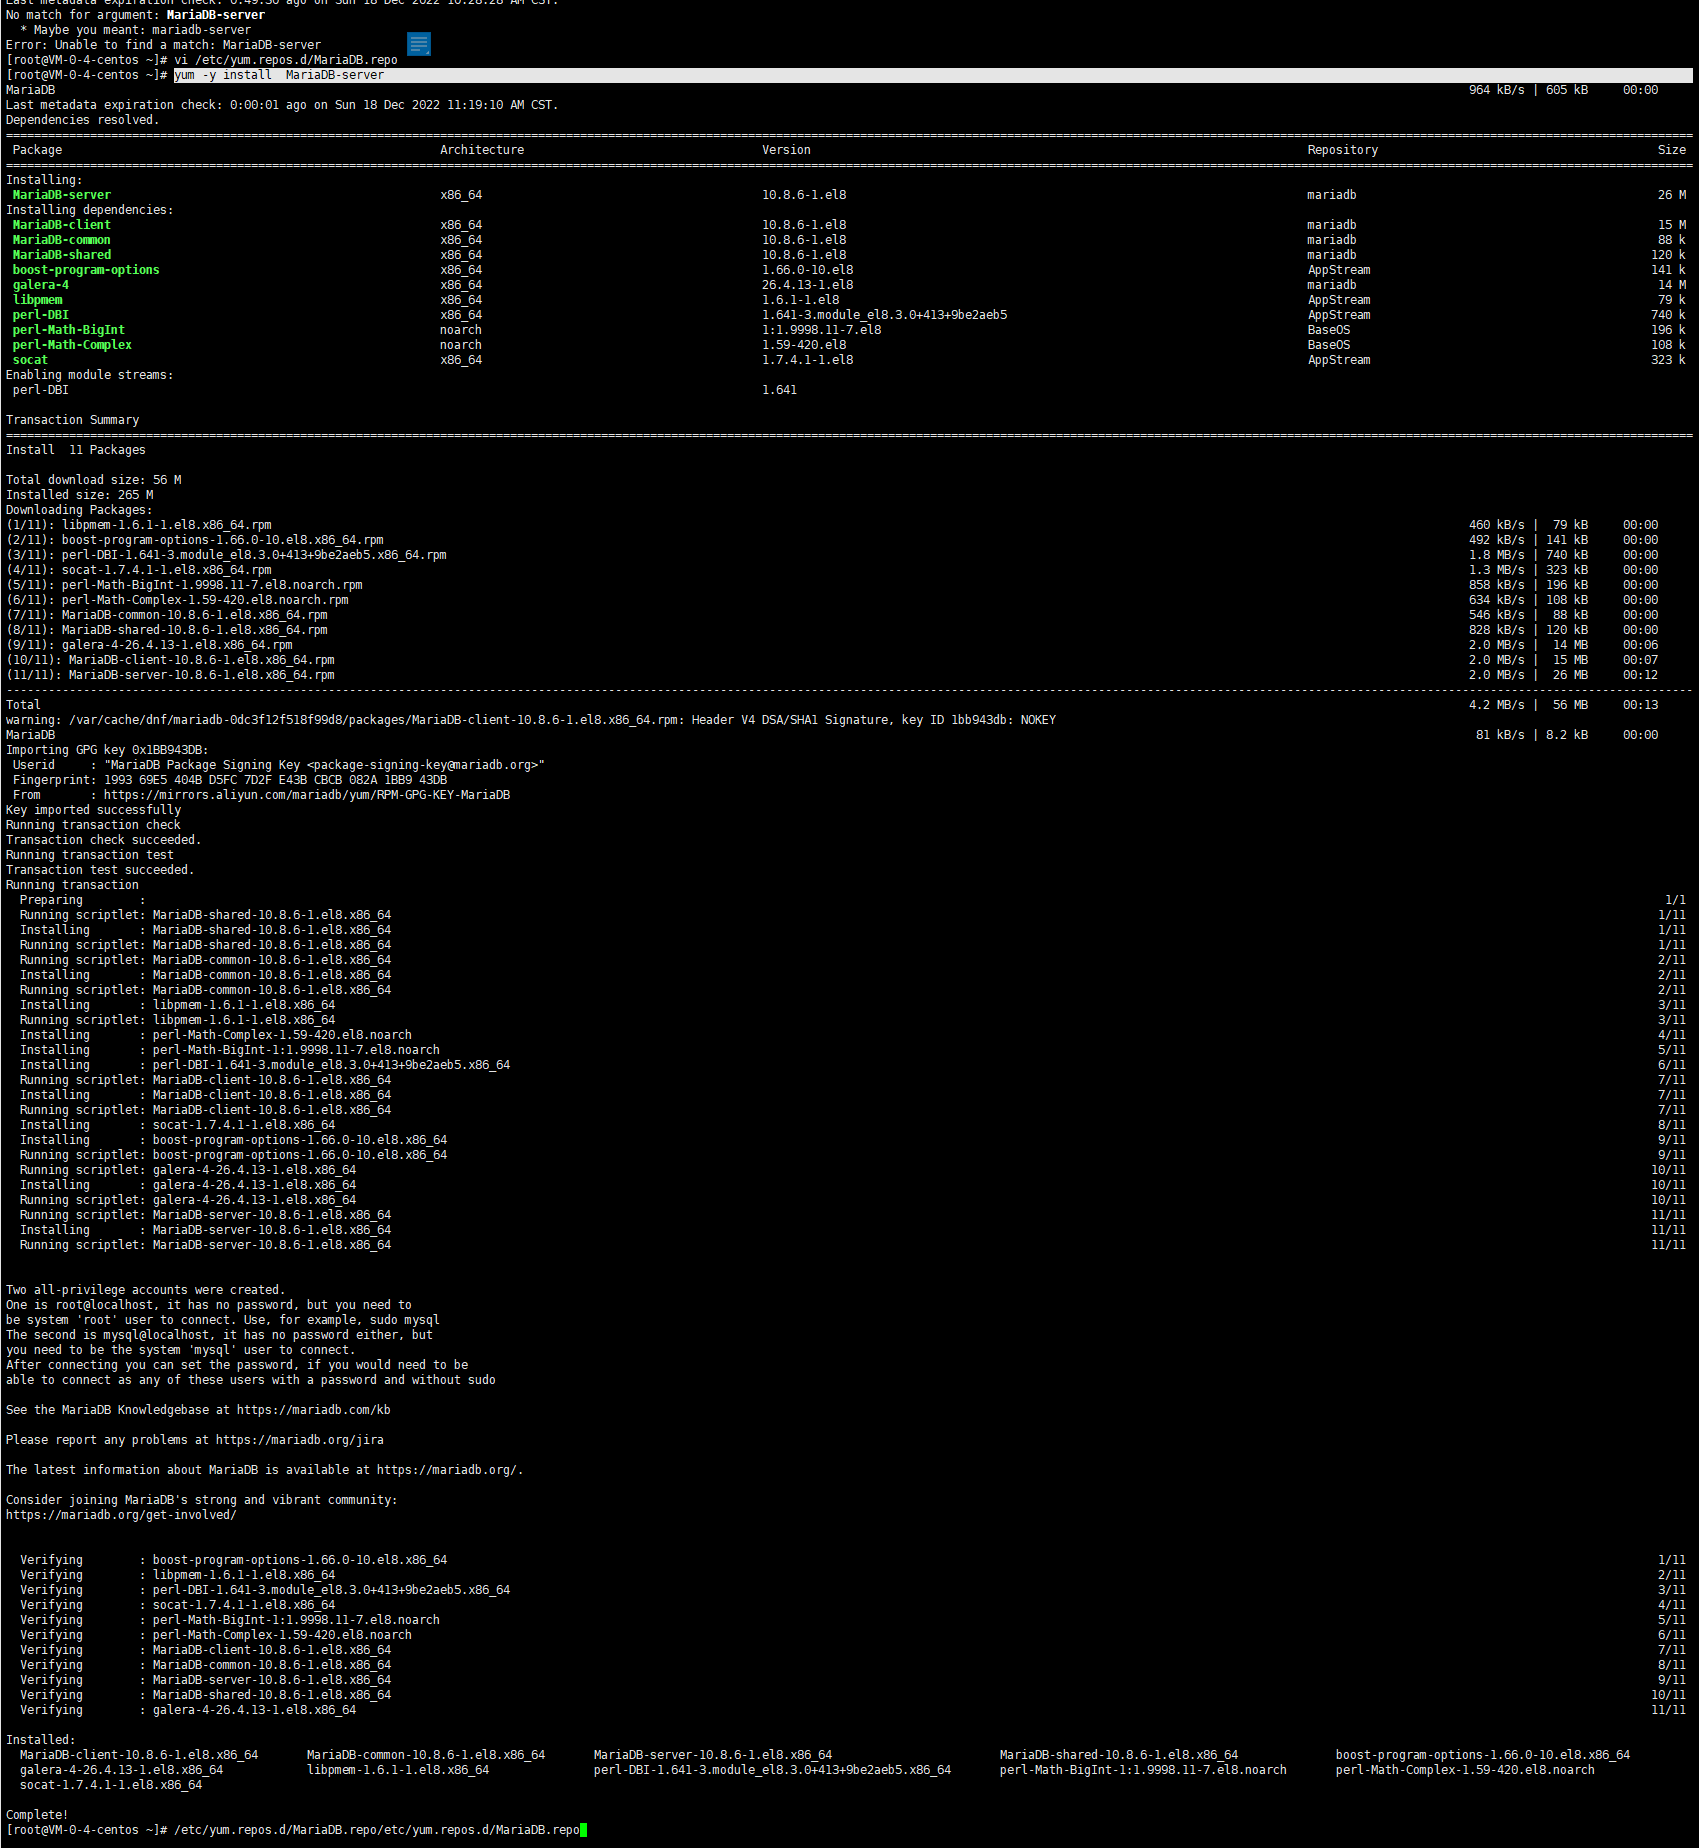 Last metadata expiration check: 0:49:30 ago on Sun 18 Dec 2022 10:28:28 AM CST.
No match for argument: MariaDB-server
  * Maybe you meant: mariadb-server
Error: Unable to find a match: MariaDB-server
[root@VM-0-4-centos ~]# vi /etc/yum.repos.d/MariaDB.repo
[root@VM-0-4-centos ~]# yum -y install  MariaDB-server
MariaDB 964 kB/s | 605 kB 00:00
Last metadata expiration check: 0:00:01 ago on Sun 18 Dec 2022 11:19:10 AM CST.
Dependencies resolved.
Package Architecture Version Repository Size
Installing:
MariaDB-server x86_64 10.8.6-1.el8 mariadb 26 M
Installing dependencies:
MariaDB-client x86_64 10.8.6-1.el8 mariadb 15 M
MariaDB-common x86_64 10.8.6-1.el8 mariadb 88 k
MariaDB-shared x86_64 10.8.6-1.el8 mariadb 120 k
boost-program-options x86_64 1.66.0-10.el8 AppStream 141 k
galera-4 x86_64 26.4.13-1.el8 mariadb 14 M
libpmem x86_64 1.6.1-1.el8 AppStream 79 k
perl-DBI x86_64 1.641-3.module_el8.3.0+413+9be2aeb5 AppStream 740 k
perl-Math-BigInt noarch 1:1.9998.11-7.el8 BaseOS 196 k
perl-Math-Complex noarch 1.59-420.el8 BaseOS 108 k
socat x86_64 1.7.4.1-1.el8 AppStream 323 k
Enabling module streams:
perl-DBI 1.641
Transaction Summary
Install  11 Packages
Total download size: 56 M
Installed size: 265 M
Downloading Packages:
(1/11): libpmem-1.6.1-1.el8.x86_64.rpm 460 kB/s | 79 kB 00:00
(2/11): boost-program-options-1.66.0-10.el8.x86_64.rpm 492 kB/s | 141 kB 00:00
(3/11): perl-DBI-1.641-3.module_el8.3.0+413+9be2aeb5.x86_64.rpm 1.8 MB/s | 740 kB 00:00
(4/11): socat-1.7.4.1-1.el8.x86_64.rpm 1.3 MB/s | 323 kB 00:00
(5/11): perl-Math-BigInt-1.9998.11-7.el8.noarch.rpm 858 kB/s | 196 kB 00:00
(6/11): perl-Math-Complex-1.59-420.el8.noarch.rpm 634 kB/s | 108 kB 00:00
(7/11): MariaDB-common-10.8.6-1.el8.x86_64.rpm 546 kB/s | 88 kB 00:00
(8/11): MariaDB-shared-10.8.6-1.el8.x86_64.rpm 828 kB/s | 120 kB 00:00
(9/11): galera-4-26.4.13-1.el8.x86_64.rpm 2.0 MB/s | 14 MB 00:06
(10/11): MariaDB-client-10.8.6-1.el8.x86_64.rpm 2.0 MB/s | 15 MB 00:07
(11/11): MariaDB-server-10.8.6-1.el8.x86_64.rpm 2.0 MB/s | 26 MB 00:12
Total 4.2 MB/s | 56 MB 00:13
warning: /var/cache/dnf/mariadb-0dc3f12f518f99d8/packages/MariaDB-client-10.8.6-1.el8.x86_64.rpm: Header V4 DSA/SHA1 Signature, key ID 1bb943db: NOKEY
MariaDB 81 kB/s | 8.2 kB 00:00
Importing GPG key 0x1BB943DB:
Userid     : "MariaDB Package Signing Key <package-signing-key@mariadb.org>"
Fingerprint: 1993 69E5 404B D5FC 7D2F E43B CBCB 082A 1BB9 43DB
From       : https://mirrors.aliyun.com/mariadb/yum/RPM-GPG-KEY-MariaDB
Key imported successfully
Running transaction check
Transaction check succeeded.
Running transaction test
Transaction test succeeded.
Running transaction
Preparing        : 1/1
Running scriptlet: MariaDB-shared-10.8.6-1.el8.x86_64 1/11
Installing       : MariaDB-shared-10.8.6-1.el8.x86_64 1/11
Running scriptlet: MariaDB-shared-10.8.6-1.el8.x86_64 1/11
Running scriptlet: MariaDB-common-10.8.6-1.el8.x86_64 2/11
Installing       : MariaDB-common-10.8.6-1.el8.x86_64 2/11
Running scriptlet: MariaDB-common-10.8.6-1.el8.x86_64 2/11
Installing       : libpmem-1.6.1-1.el8.x86_64 3/11
Running scriptlet: libpmem-1.6.1-1.el8.x86_64 3/11
Installing       : perl-Math-Complex-1.59-420.el8.noarch 4/11
Installing       : perl-Math-BigInt-1:1.9998.11-7.el8.noarch 5/11
Installing       : perl-DBI-1.641-3.module_el8.3.0+413+9be2aeb5.x86_64 6/11
Running scriptlet: MariaDB-client-10.8.6-1.el8.x86_64 7/11
Installing       : MariaDB-client-10.8.6-1.el8.x86_64 7/11
Running scriptlet: MariaDB-client-10.8.6-1.el8.x86_64 7/11
Installing       : socat-1.7.4.1-1.el8.x86_64 8/11
Installing       : boost-program-options-1.66.0-10.el8.x86_64 9/11
Running scriptlet: boost-program-options-1.66.0-10.el8.x86_64 9/11
Running scriptlet: galera-4-26.4.13-1.el8.x86_64 10/11
Installing       : galera-4-26.4.13-1.el8.x86_64 10/11
Running scriptlet: galera-4-26.4.13-1.el8.x86_64 10/11
Running scriptlet: MariaDB-server-10.8.6-1.el8.x86_64 11/11
Installing       : MariaDB-server-10.8.6-1.el8.x86_64 11/11
Running scriptlet: MariaDB-server-10.8.6-1.el8.x86_64 11/11
Two all-privilege accounts were created.
One is root@localhost, it has no password, but you need to
be system 'root' user to connect. Use, for example, sudo mysql
The second is mysql@localhost, it has no password either, but
you need to be the system 'mysql' user to connect.
After connecting you can set the password, if you would need to be
able to connect as any of these users with a password and without sudo
See the MariaDB Knowledgebase at https://mariadb.com/kb
Please report any problems at https://mariadb.org/jira
The latest information about MariaDB is available at https://mariadb.org/.
Consider joining MariaDB's strong and vibrant community:
https://mariadb.org/get-involved/
Verifying        : boost-program-options-1.66.0-10.el8.x86_64 1/11
Verifying        : libpmem-1.6.1-1.el8.x86_64 2/11
Verifying        : perl-DBI-1.641-3.module_el8.3.0+413+9be2aeb5.x86_64 3/11
Verifying        : socat-1.7.4.1-1.el8.x86_64 4/11
Verifying        : perl-Math-BigInt-1:1.9998.11-7.el8.noarch 5/11
Verifying        : perl-Math-Complex-1.59-420.el8.noarch 6/11
Verifying        : MariaDB-client-10.8.6-1.el8.x86_64 7/11
Verifying        : MariaDB-common-10.8.6-1.el8.x86_64 8/11
Verifying        : MariaDB-server-10.8.6-1.el8.x86_64 9/11
Verifying        : MariaDB-shared-10.8.6-1.el8.x86_64 10/11
Verifying        : galera-4-26.4.13-1.el8.x86_64 11/11
Installed:
MariaDB-client-10.8.6-1.el8.x86_64 MariaDB-common-10.8.6-1.el8.x86_64 MariaDB-server-10.8.6-1.el8.x86_64 MariaDB-shared-10.8.6-1.el8.x86_64 boost-program-options-1.66.0-10.el8.x86_64
galera-4-26.4.13-1.el8.x86_64 libpmem-1.6.1-1.el8.x86_64 perl-DBI-1.641-3.module_el8.3.0+413+9be2aeb5.x86_64 perl-Math-BigInt-1:1.9998.11-7.el8.noarch perl-Math-Complex-1.59-420.el8.noarch
socat-1.7.4.1-1.el8.x86_64
Complete!
[root@VM-0-4-centos ~]# /etc/yum.repos.d/MariaDB.repo/etc/yum.repos.d/MariaDB.repo